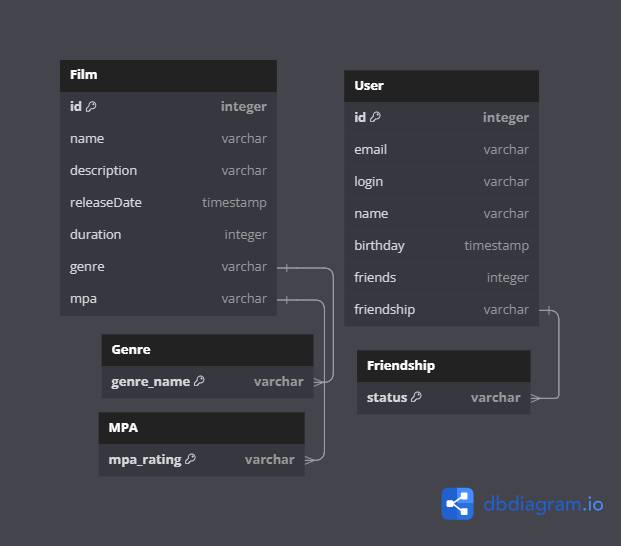 Film
id integer
name varchar
description varchar
releaseDate timestamp
duration integer
genre varchar
mpa varchar
User
id integer
email varchar
login varchar
name varchar
birthday timestamp
friends integer
friendship varchar
Genre
genre_name varchar
MPA
mpa_rating varchar
Friendship
status varchar
dbdiagram.io